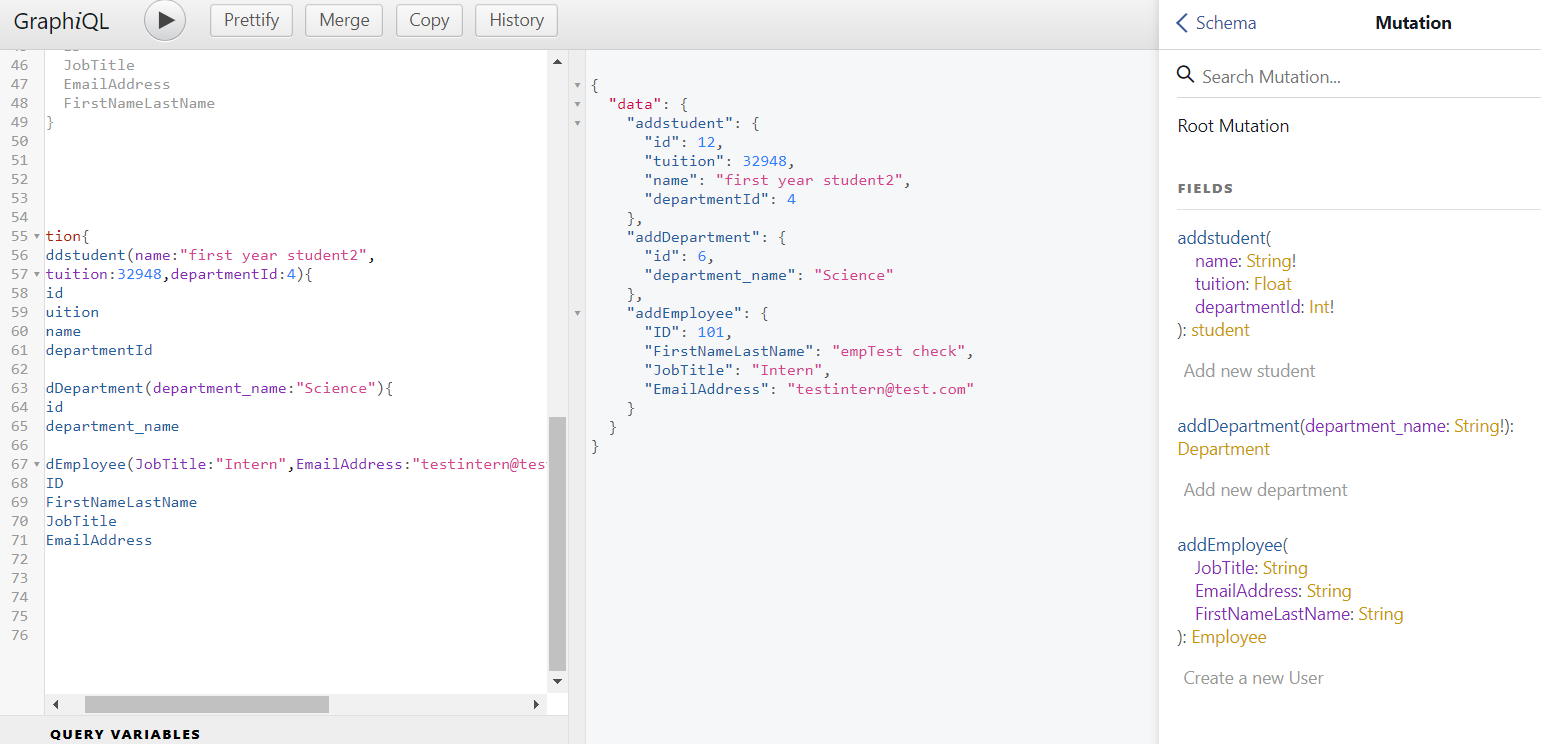 GraphiQL
Prettify
Merge
Copy
History
46 JobTitle
47 EmailAddress
48 FirstNameLastName
49 }
50
51
52
53
54
55 tion{
56 ddstudent(name:"first year student2",
57 tuition:32948,departmentId:4){
58 id
59 uition
60 name
61 departmentId
62
63 dDepartment(department_name:"Science"){
64 id
65 department_name
66
67 dEmployee(JobTitle:"Intern",EmailAddress:"testintern@tes
68 ID
69 FirstNameLastName
70 JobTitle
71 EmailAddress
72
73
74
75
76
QUERY VARIABLES
{
"data": {
"addstudent": {
"id": 12,
"tuition": 32948,
"name": "first year student2",
"departmentId": 4
},
"addDepartment": {
"id": 6,
"department_name": "Science"
},
"addEmployee": {
"ID": 101,
"FirstNameLastName": "empTest check",
"JobTitle": "Intern",
"EmailAddress": "testintern@test.com"
}
}
}
Schema
Mutation
Search Mutation...
Root Mutation
FIELDS
addstudent(
name: String!
tuition: Float
departmentId: Int!
): student
Add new student
addDepartment(department_name: String!):
Department
Add new department
addEmployee(
JobTitle: String
EmailAddress: String
FirstNameLastName: String
): Employee
Create a new User